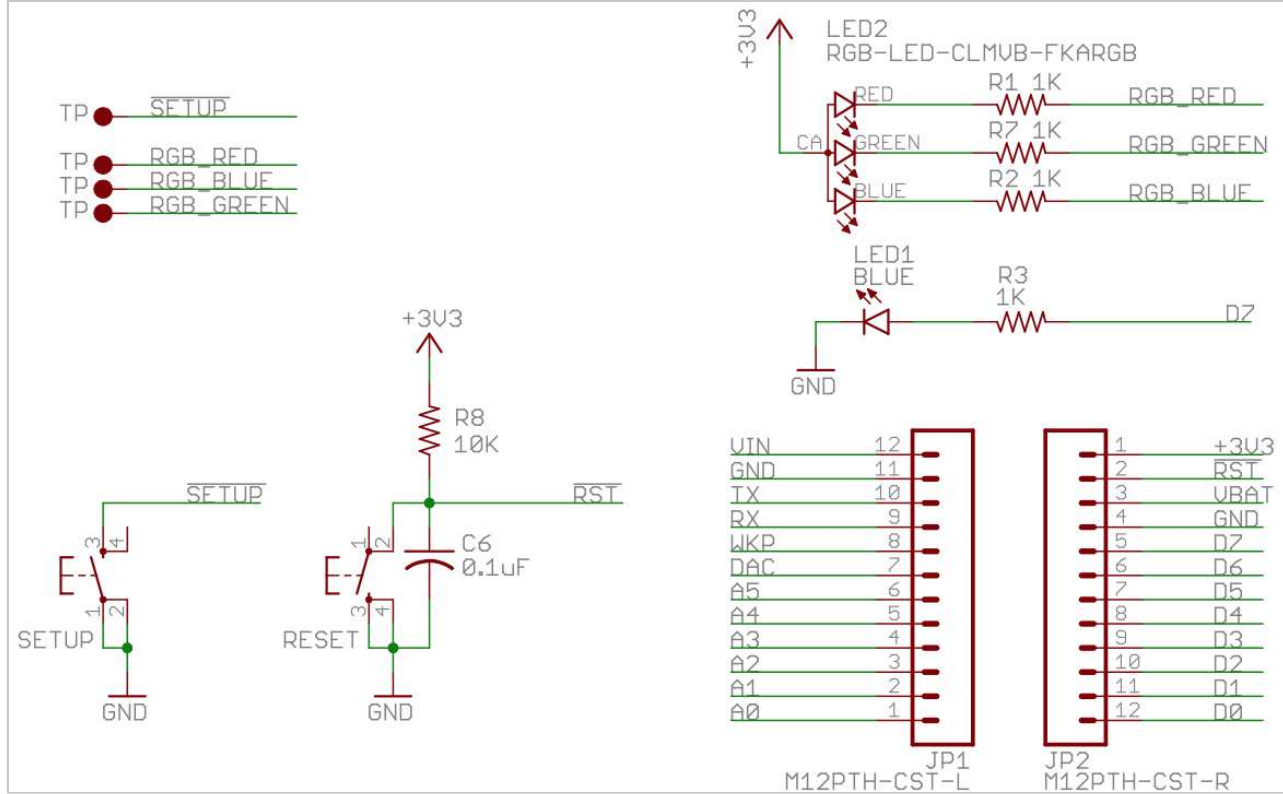 TP SETUP
TP RGB_RED
TP RGB_BLUE
TP RGB_GREEN
+3V3
LED2
RGB-LED-CLMVB-FKARGB
RED
R1 1K
RGB_RED
CA
GREEN
R7 1K
RGB_GREEN
BLUE
R2 1K
RGB_BLUE
LED1
BLUE
R3
1K
D7
GND
+3V3
R8
10K
SETUP
3
4
1
2
SETUP
GND
RST
1
2
C6
0.1uF
3
4
RESET
GND
VIN 12
GND 11
TX 10
RX 9
WKP 8
DAC 7
A5 6
A4 5
A3 4
A2 3
A1 2
A0 1
JP1
M12PTH-CST-L
1 +3V3
2 RST
3 VBAT
4 GND
5 D7
6 D6
7 D5
8 D4
9 D3
10 D2
11 D1
12 D0
JP2
M12PTH-CST-R